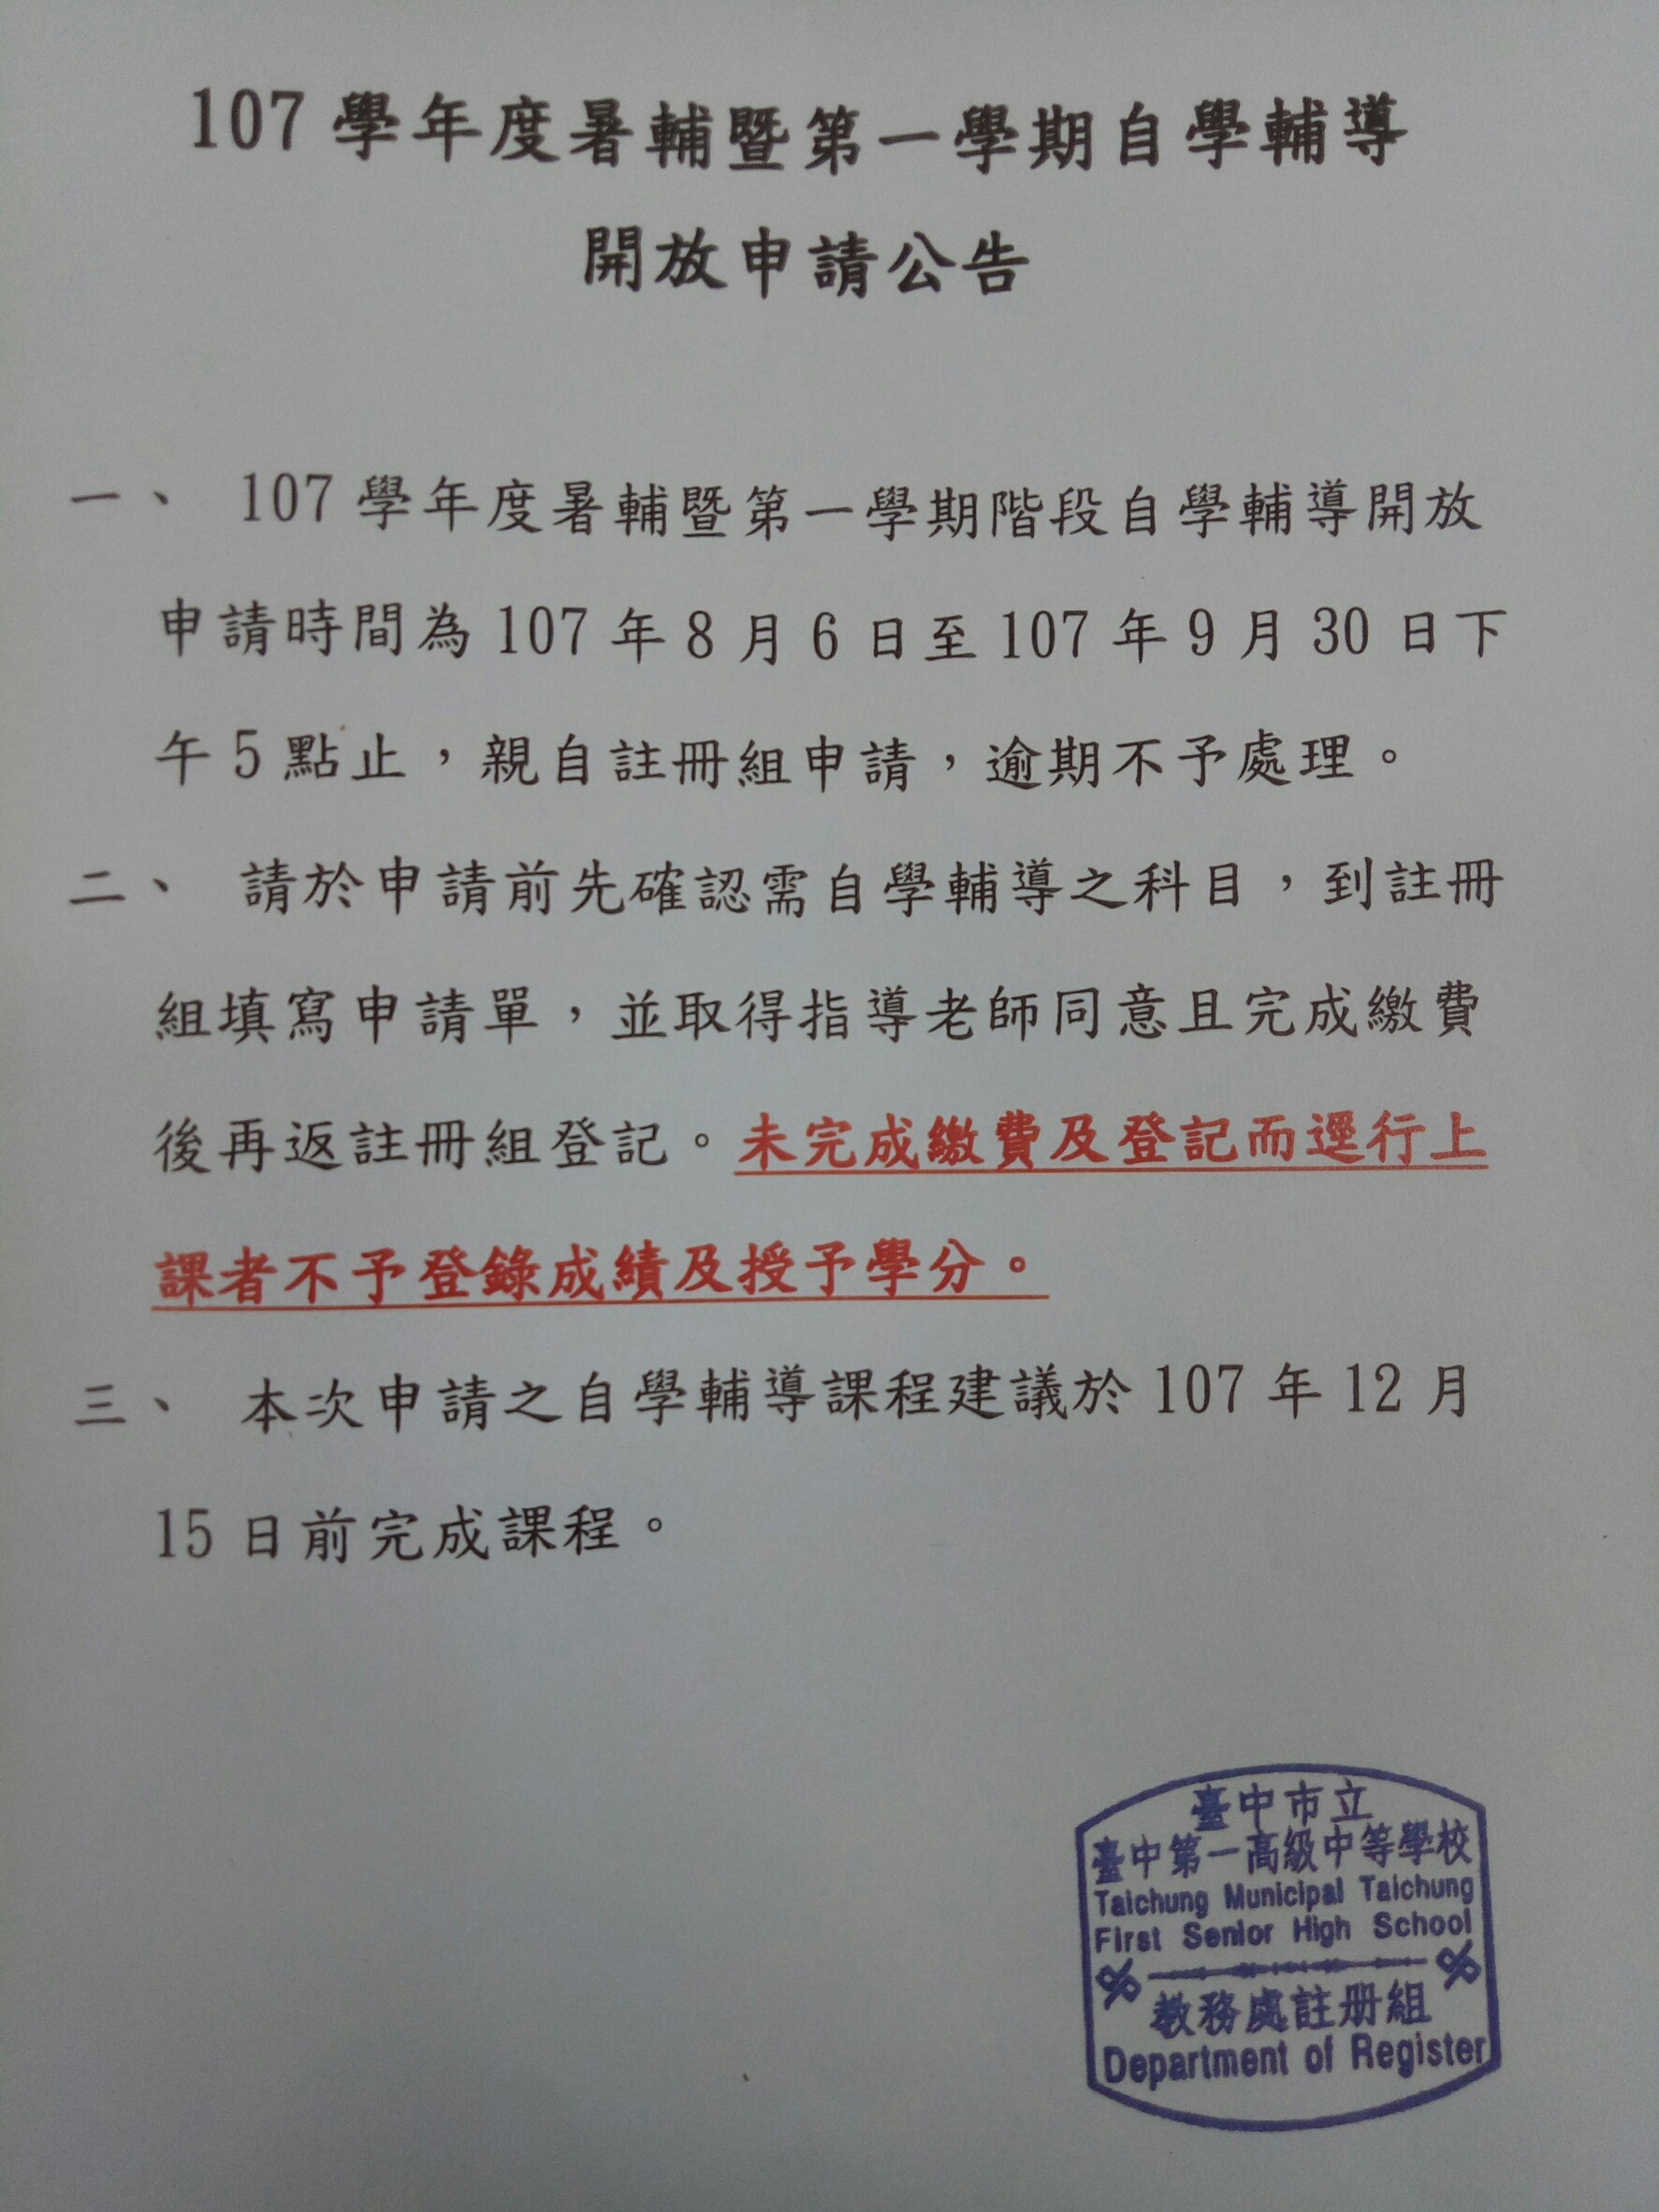 107 學年度暑輔暨第一學期自學輔導
開放申請公告
一、 107 學年度暑輔暨第一學期階段自學輔導開放
申請時間為 107 年 8 月 6 日至 107 年 9 月 30 日下
午 5 點止，親自註冊組申請，逾期不予處理。
二、 請於申請前先確認需自學輔導之科目，到註冊
組填寫申請單，並取得指導老師同意且完成繳費
後再返註冊組登記。未完成繳費及登記而逕行上
課者不予登錄成績及授予學分。
三、 本次申請之自學輔導課程建議於 107 年 12 月
15 日前完成課程。
臺中市立
臺中第一高級中等學校
Taichung Municipal Taichung
First Senior High School
教務處註册組
Department of Register